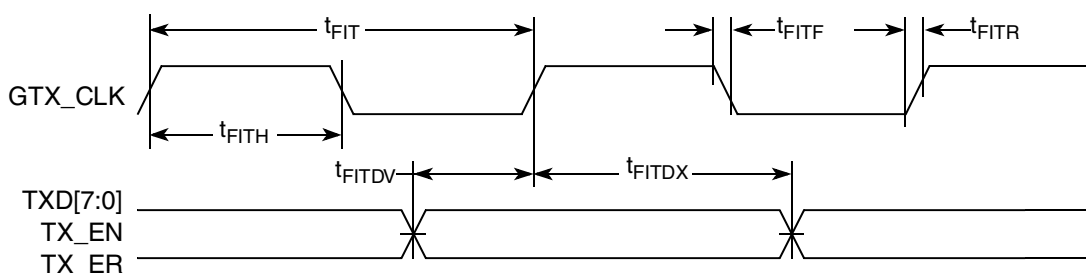 tFIT
tFITF
tFITR
GTX_CLK
tFITH
tFITDV
tFITDX
TXD[7:0]
TX_EN
TX_ER